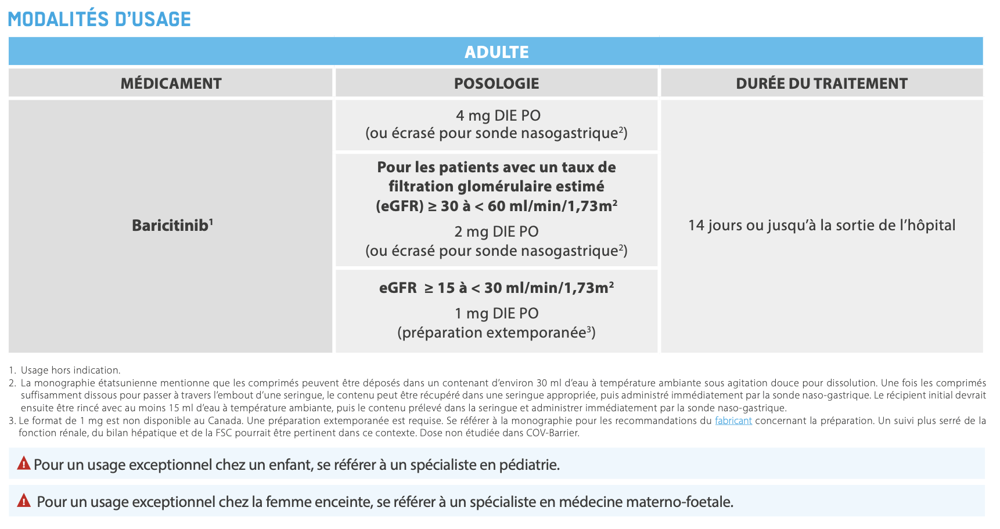 MODALITÉS D’USAGE
ADULTE
MÉDICAMENT
POSOLOGIE
DURÉE DU TRAITEMENT
Baricitinib¹
4 mg DIE PO
(ou écrasé pour sonde nasogastrique²)
Pour les patients avec un taux de
filtration glomérulaire estimé
(eGFR) ≥ 30 à < 60 ml/min/1,73m²
2 mg DIE PO
(ou écrasé pour sonde nasogastrique²)
eGFR ≥ 15 à < 30 ml/min/1,73m²
1 mg DIE PO
(préparation extemporanée³)
14 jours ou jusqu’à la sortie de l’hôpital
1. Usage hors indication.
2. La monographie étatsunienne mentionne que les comprimés peuvent être déposés dans un contenant d’environ 30 ml d’eau à température ambiante sous agitation douce pour dissolution. Une fois les comprimés
suffisamment dissous pour passer à travers l’embout d’une seringue, le contenu peut être récupéré dans une seringue appropriée, puis administré immédiatement par la sonde naso-gastrique. Le récipient initial devrait
ensuite être rincé avec au moins 15 ml d’eau à température ambiante, puis le contenu prélevé dans la seringue et administrer immédiatement par la sonde naso-gastrique.
3. Le format de 1 mg est non disponible au Canada. Une préparation extemporanée est requise. Se référer à la monographie pour les recommandations du fabricant concernant la préparation. Un suivi plus serré de la
fonction rénale, du bilan hépatique et de la FSC pourrait être pertinent dans ce contexte. Dose non étudiée dans COV-Barrier.
! Pour un usage exceptionnel chez un enfant, se référer à un spécialiste en pédiatrie.
! Pour un usage exceptionnel chez la femme enceinte, se référer à un spécialiste en médecine materno-foetale.